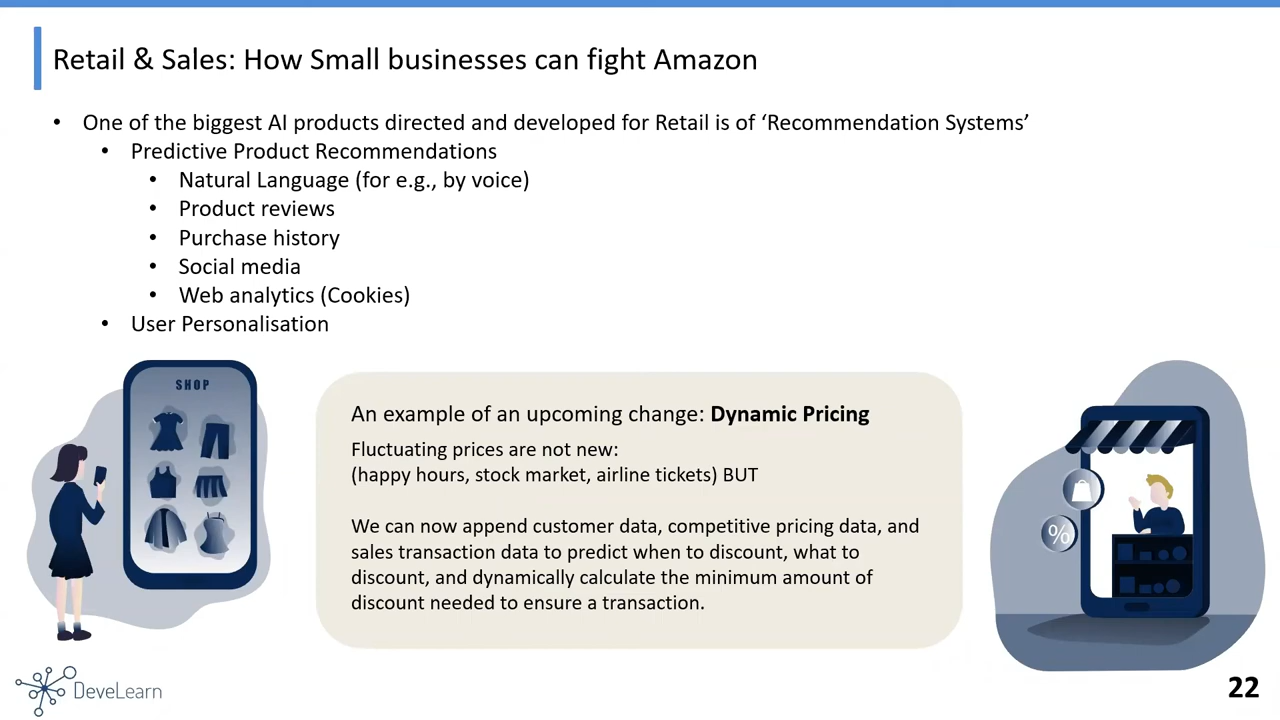 Retail & Sales: How Small businesses can fight Amazon
• One of the biggest AI products directed and developed for Retail is of ‘Recommendation Systems’
• Predictive Product Recommendations
• Natural Language (for e.g., by voice)
• Product reviews
• Purchase history
• Social media
• Web analytics (Cookies)
• User Personalisation
SHOP
An example of an upcoming change: Dynamic Pricing
Fluctuating prices are not new:
(happy hours, stock market, airline tickets) BUT
We can now append customer data, competitive pricing data, and
sales transaction data to predict when to discount, what to
discount, and dynamically calculate the minimum amount of
discount needed to ensure a transaction.
%
DeveLearn
22